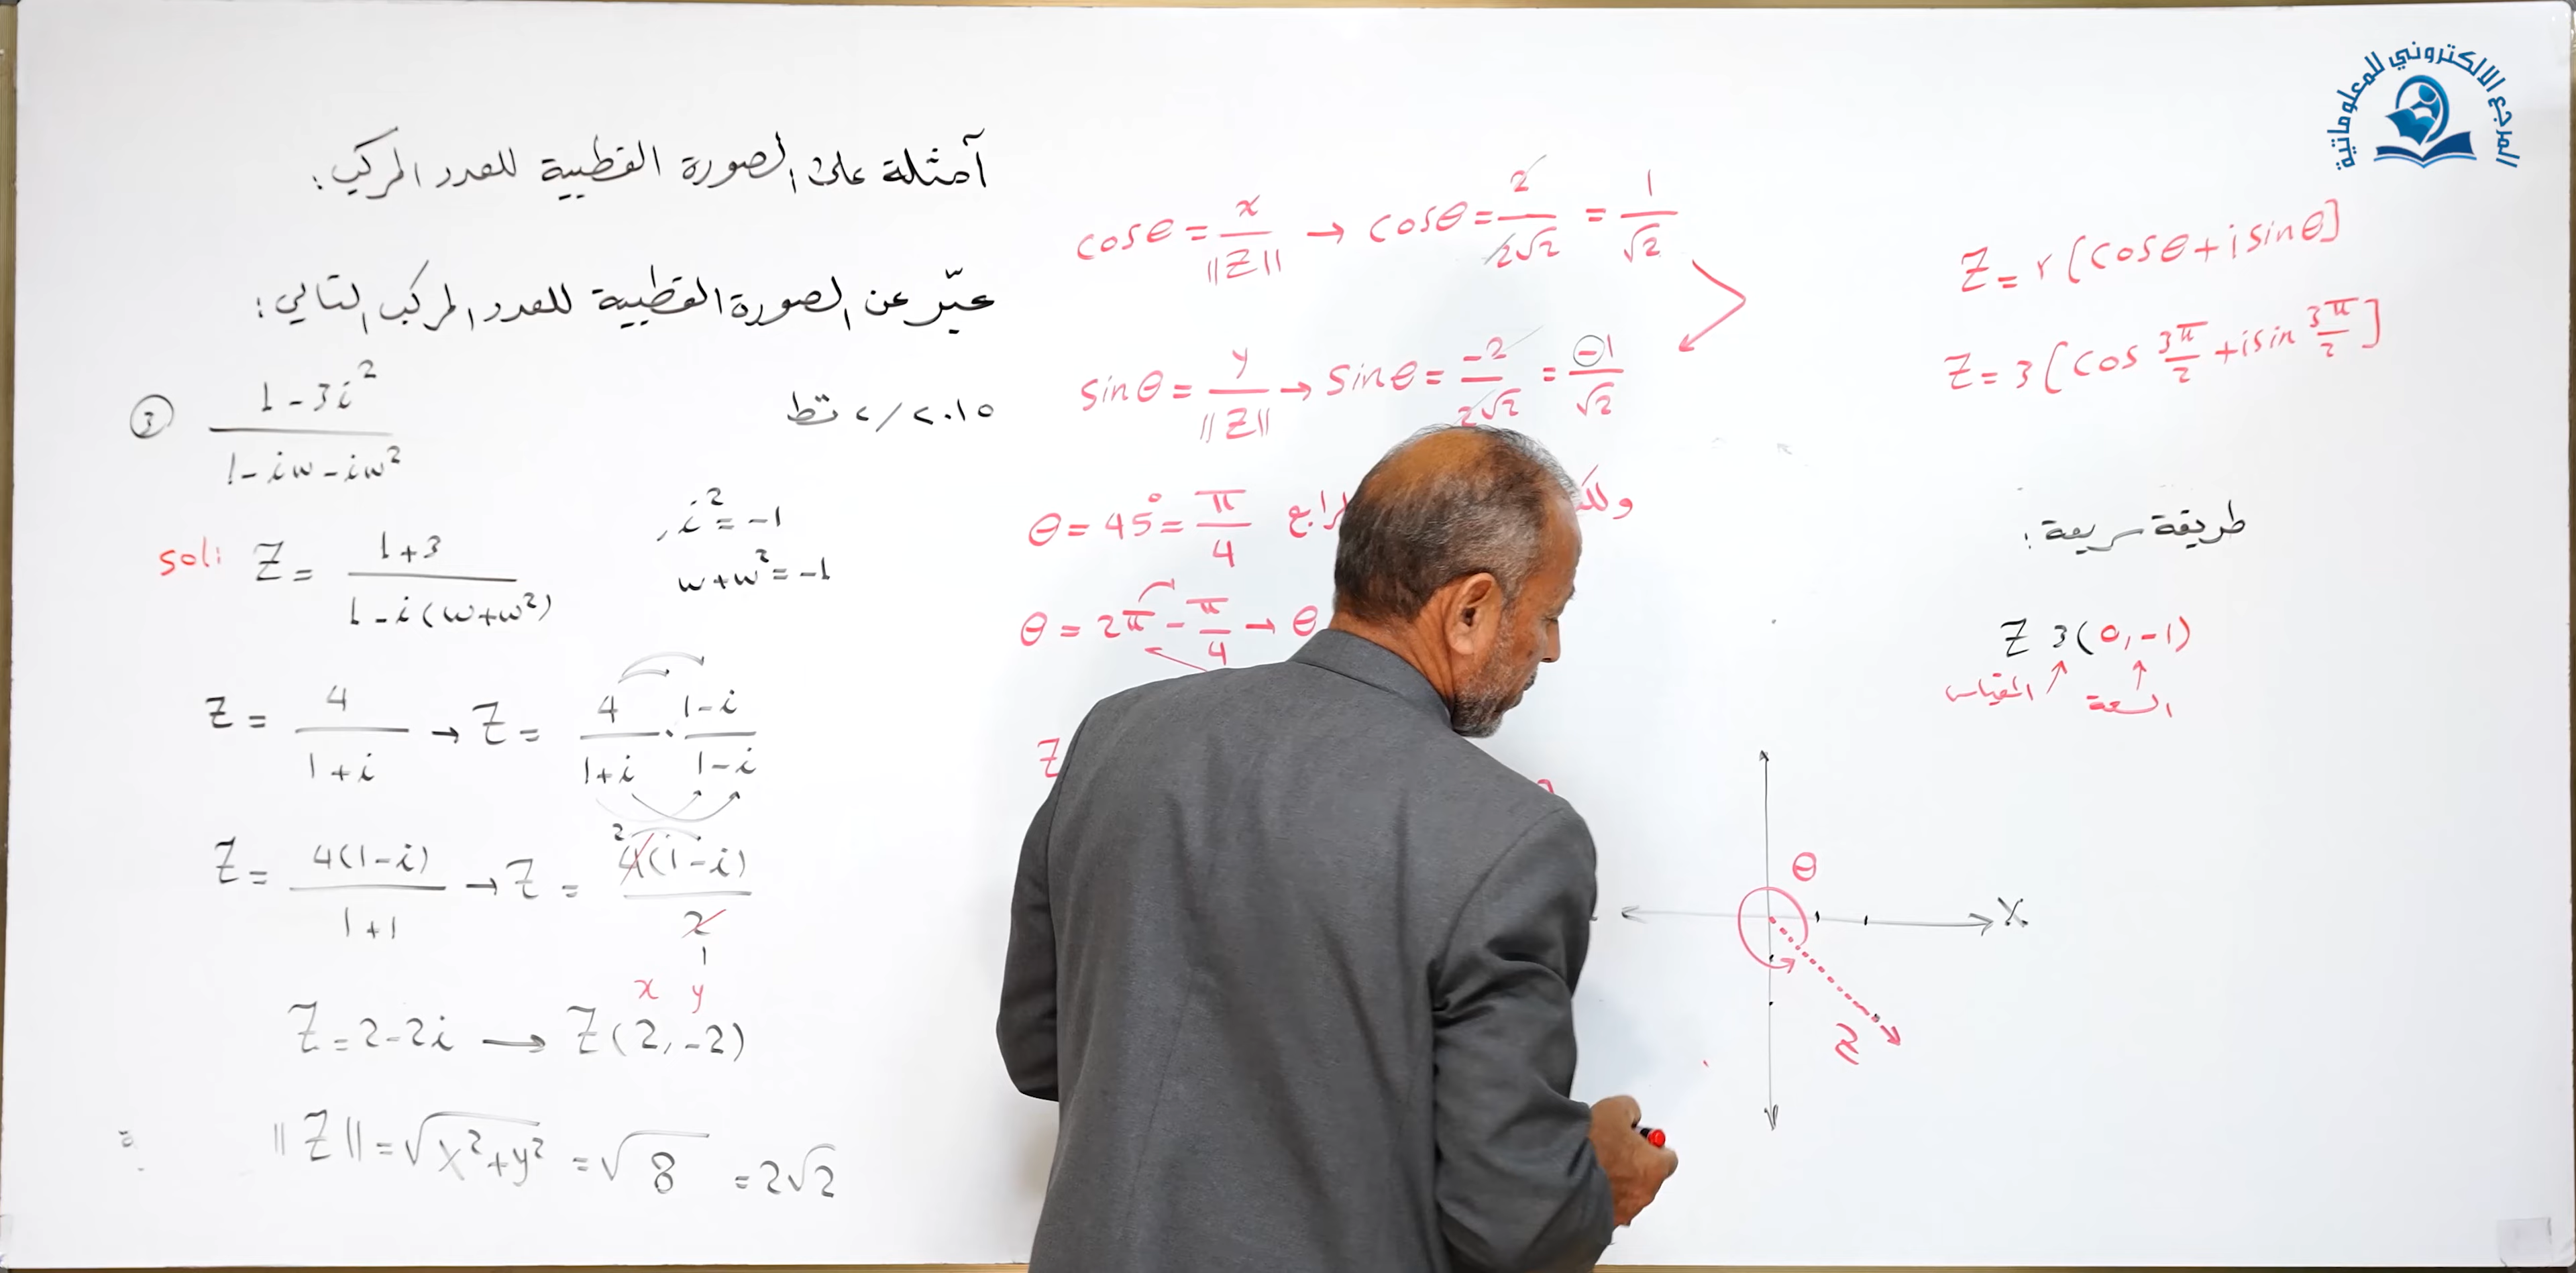 المرجع الالكتروني للمعلوماتية
أمثلة على الصورة القطبية للعدد المركب :
عبّر عن الصورة القطبية للعدد المركب التالي :
③ 1-3i² / 1-iw-iw²
٢٠١٥ / ٢ تط
i² = -1
w+w² = -1
sol: Z = 1+3 / 1-i(w+w²)
Z = 4 / 1+i → Z = 4 / 1+i · 1-i / 1-i
Z = 4(1-i) / 1+1 → Z = 4(1-i) / 2
2
1
x y
Z = 2-2i → Z(2, -2)
||Z|| = √x²+y² = √8 = 2√2
cosθ = x / ||Z|| → cosθ = 2 / 2√2 = 1 / √2
sinθ = y / ||Z|| → sinθ = -2 / 2√2 = -1 / √2
θ = 45° = π / 4
θ = 2π - π / 4 → θ
Z
Z = r [cosθ + i sinθ]
Z = 3 [cos 3π / 2 + i sin 3π / 2]
طريقة سريعة :
Z 3(0, -1)
المقياس السعة
θ
X
Z